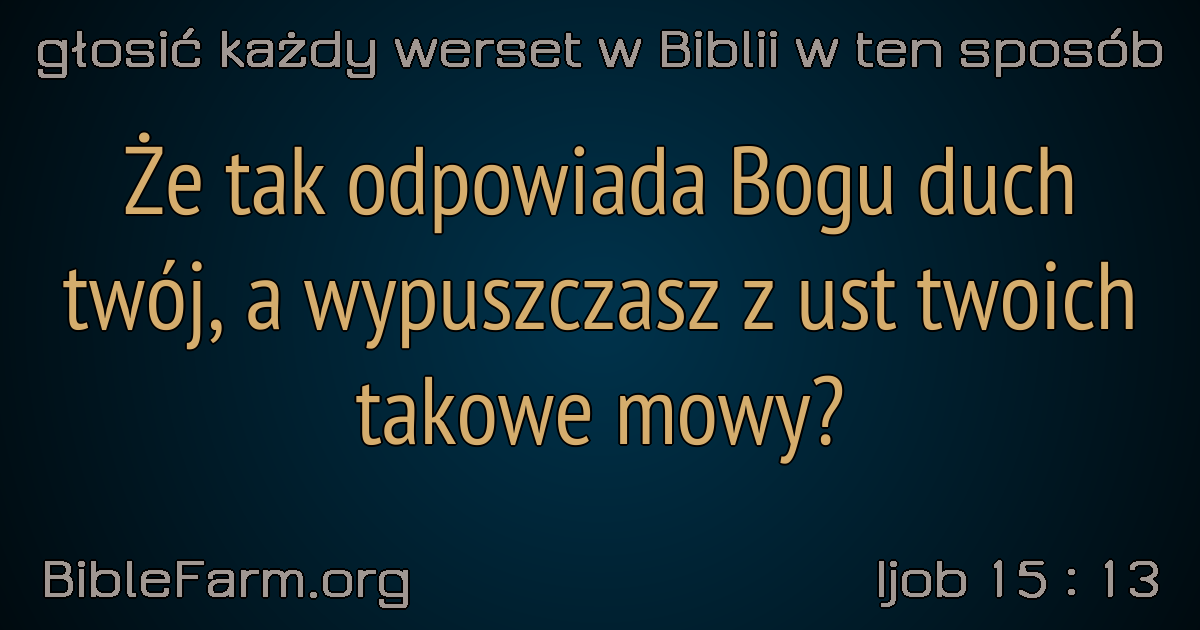 głosić każdy werset w Biblii w ten sposób
Że tak odpowiada Bogu duch
twój, a wypuszczasz z ust twoich
takowe mowy?
BibleFarm.org
Ijob 15 : 13